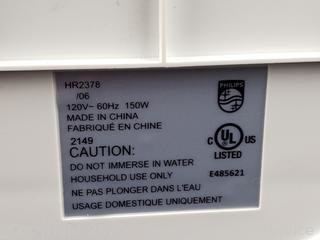 HR2378
/06
120V~ 60Hz 150W
MADE IN CHINA
FABRIQUÉ EN CHINE
2149
CAUTION:
DO NOT IMMERSE IN WATER
HOUSEHOLD USE ONLY
NE PAS PLONGER DANS L'EAU
USAGE DOMESTIQUE UNIQUEMENT
PHILIPS
C UL US
LISTED
E485621